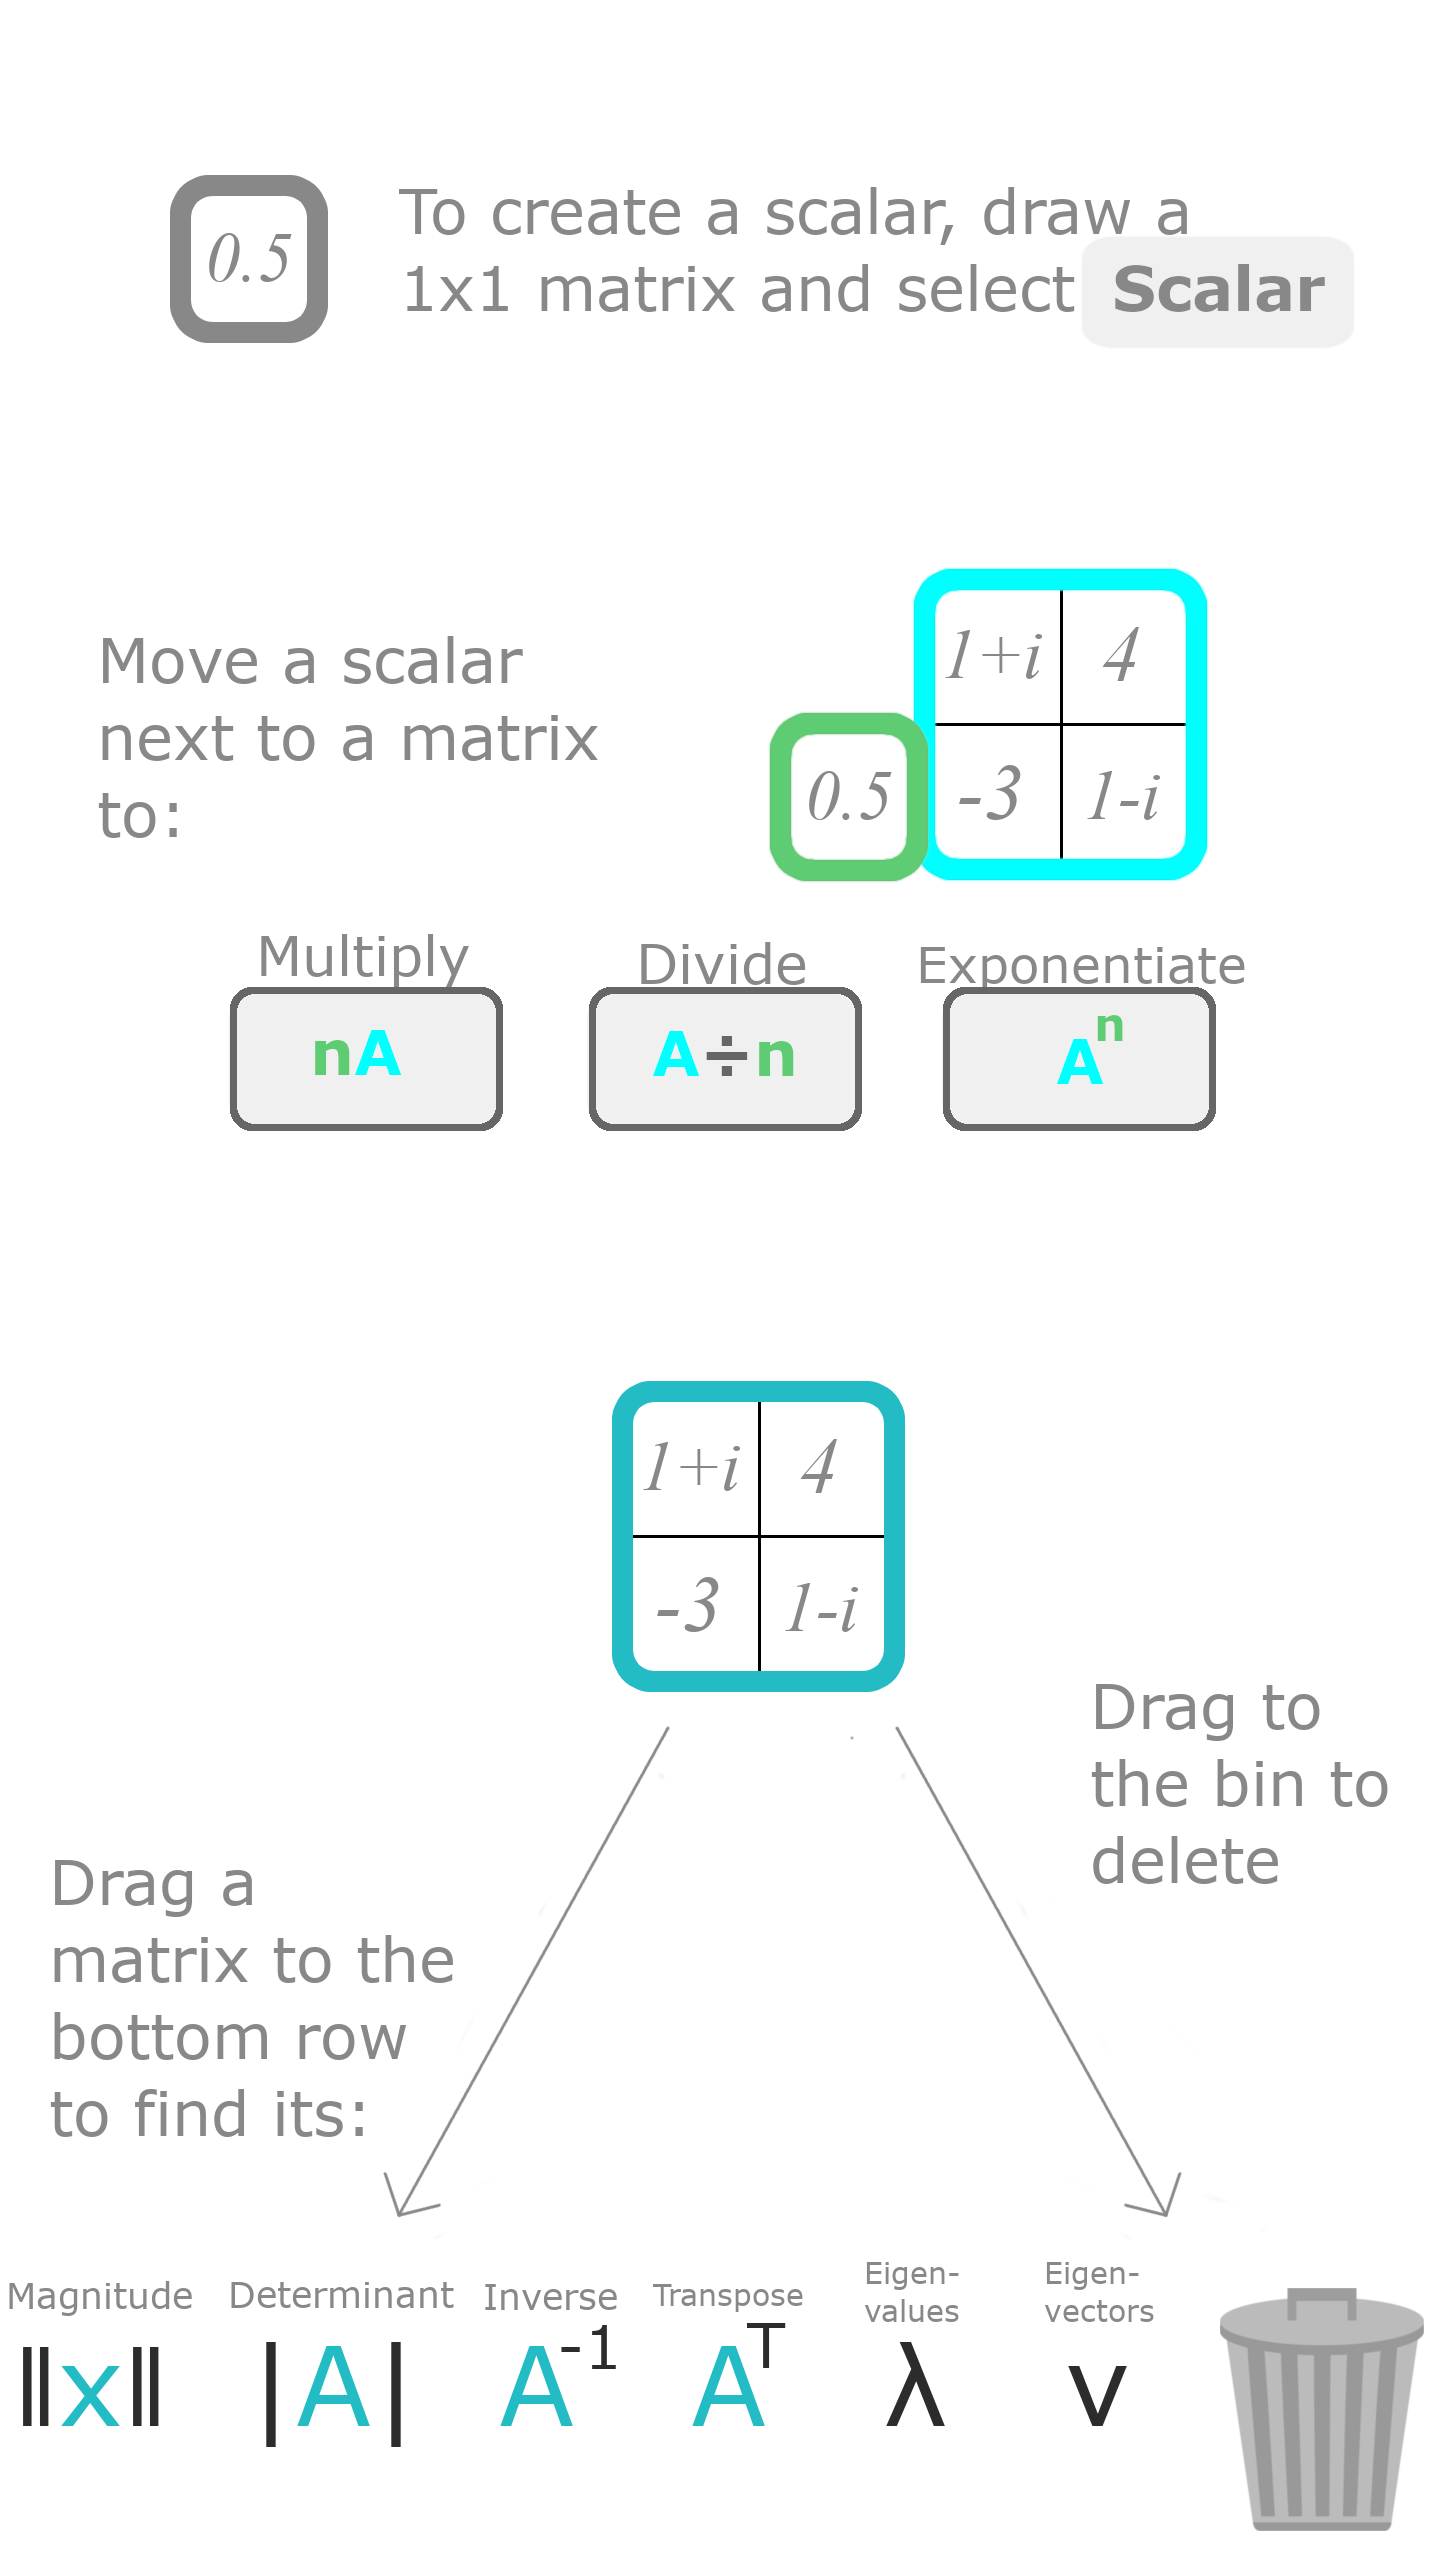 0.5
To create a scalar, draw a
1x1 matrix and select Scalar
Move a scalar
next to a matrix
to:
1+i 4
0.5 -3 1-i
Multiply Divide Exponentiate
nA A÷n Aⁿ
1+i 4
-3 1-i
Drag to
the bin to
delete
Drag a
matrix to the
bottom row
to find its:
Magnitude Determinant Inverse Transpose Eigen-values Eigen-vectors
‖x‖ |A| A⁻¹ Aᵀ λ v